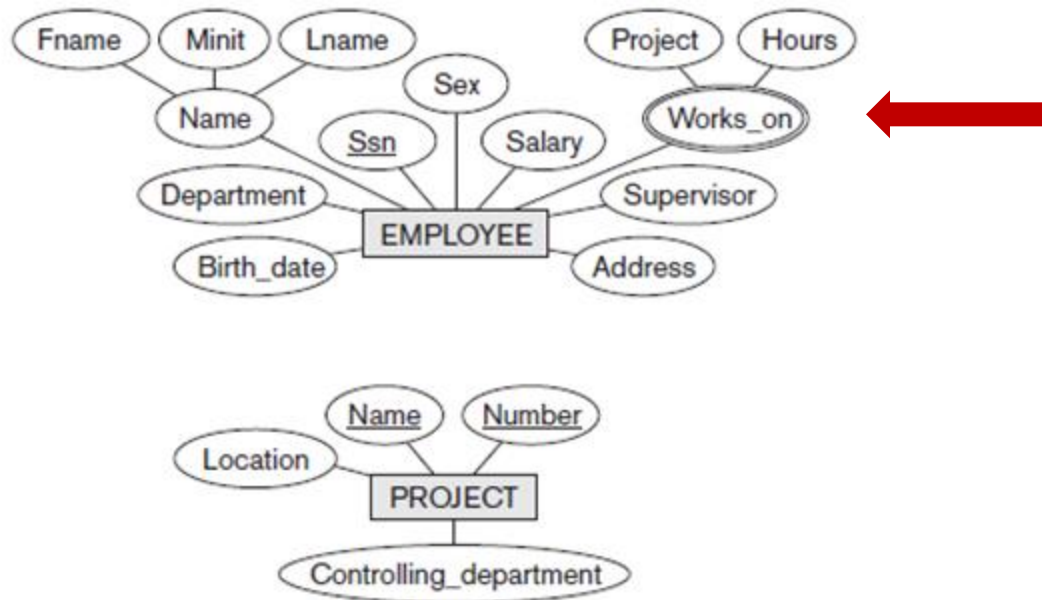 Fname Minit Lname Project Hours
Sex
Name Works_on
Ssn Salary
Department Supervisor
EMPLOYEE
Birth_date Address
Name Number
Location
PROJECT
Controlling_department